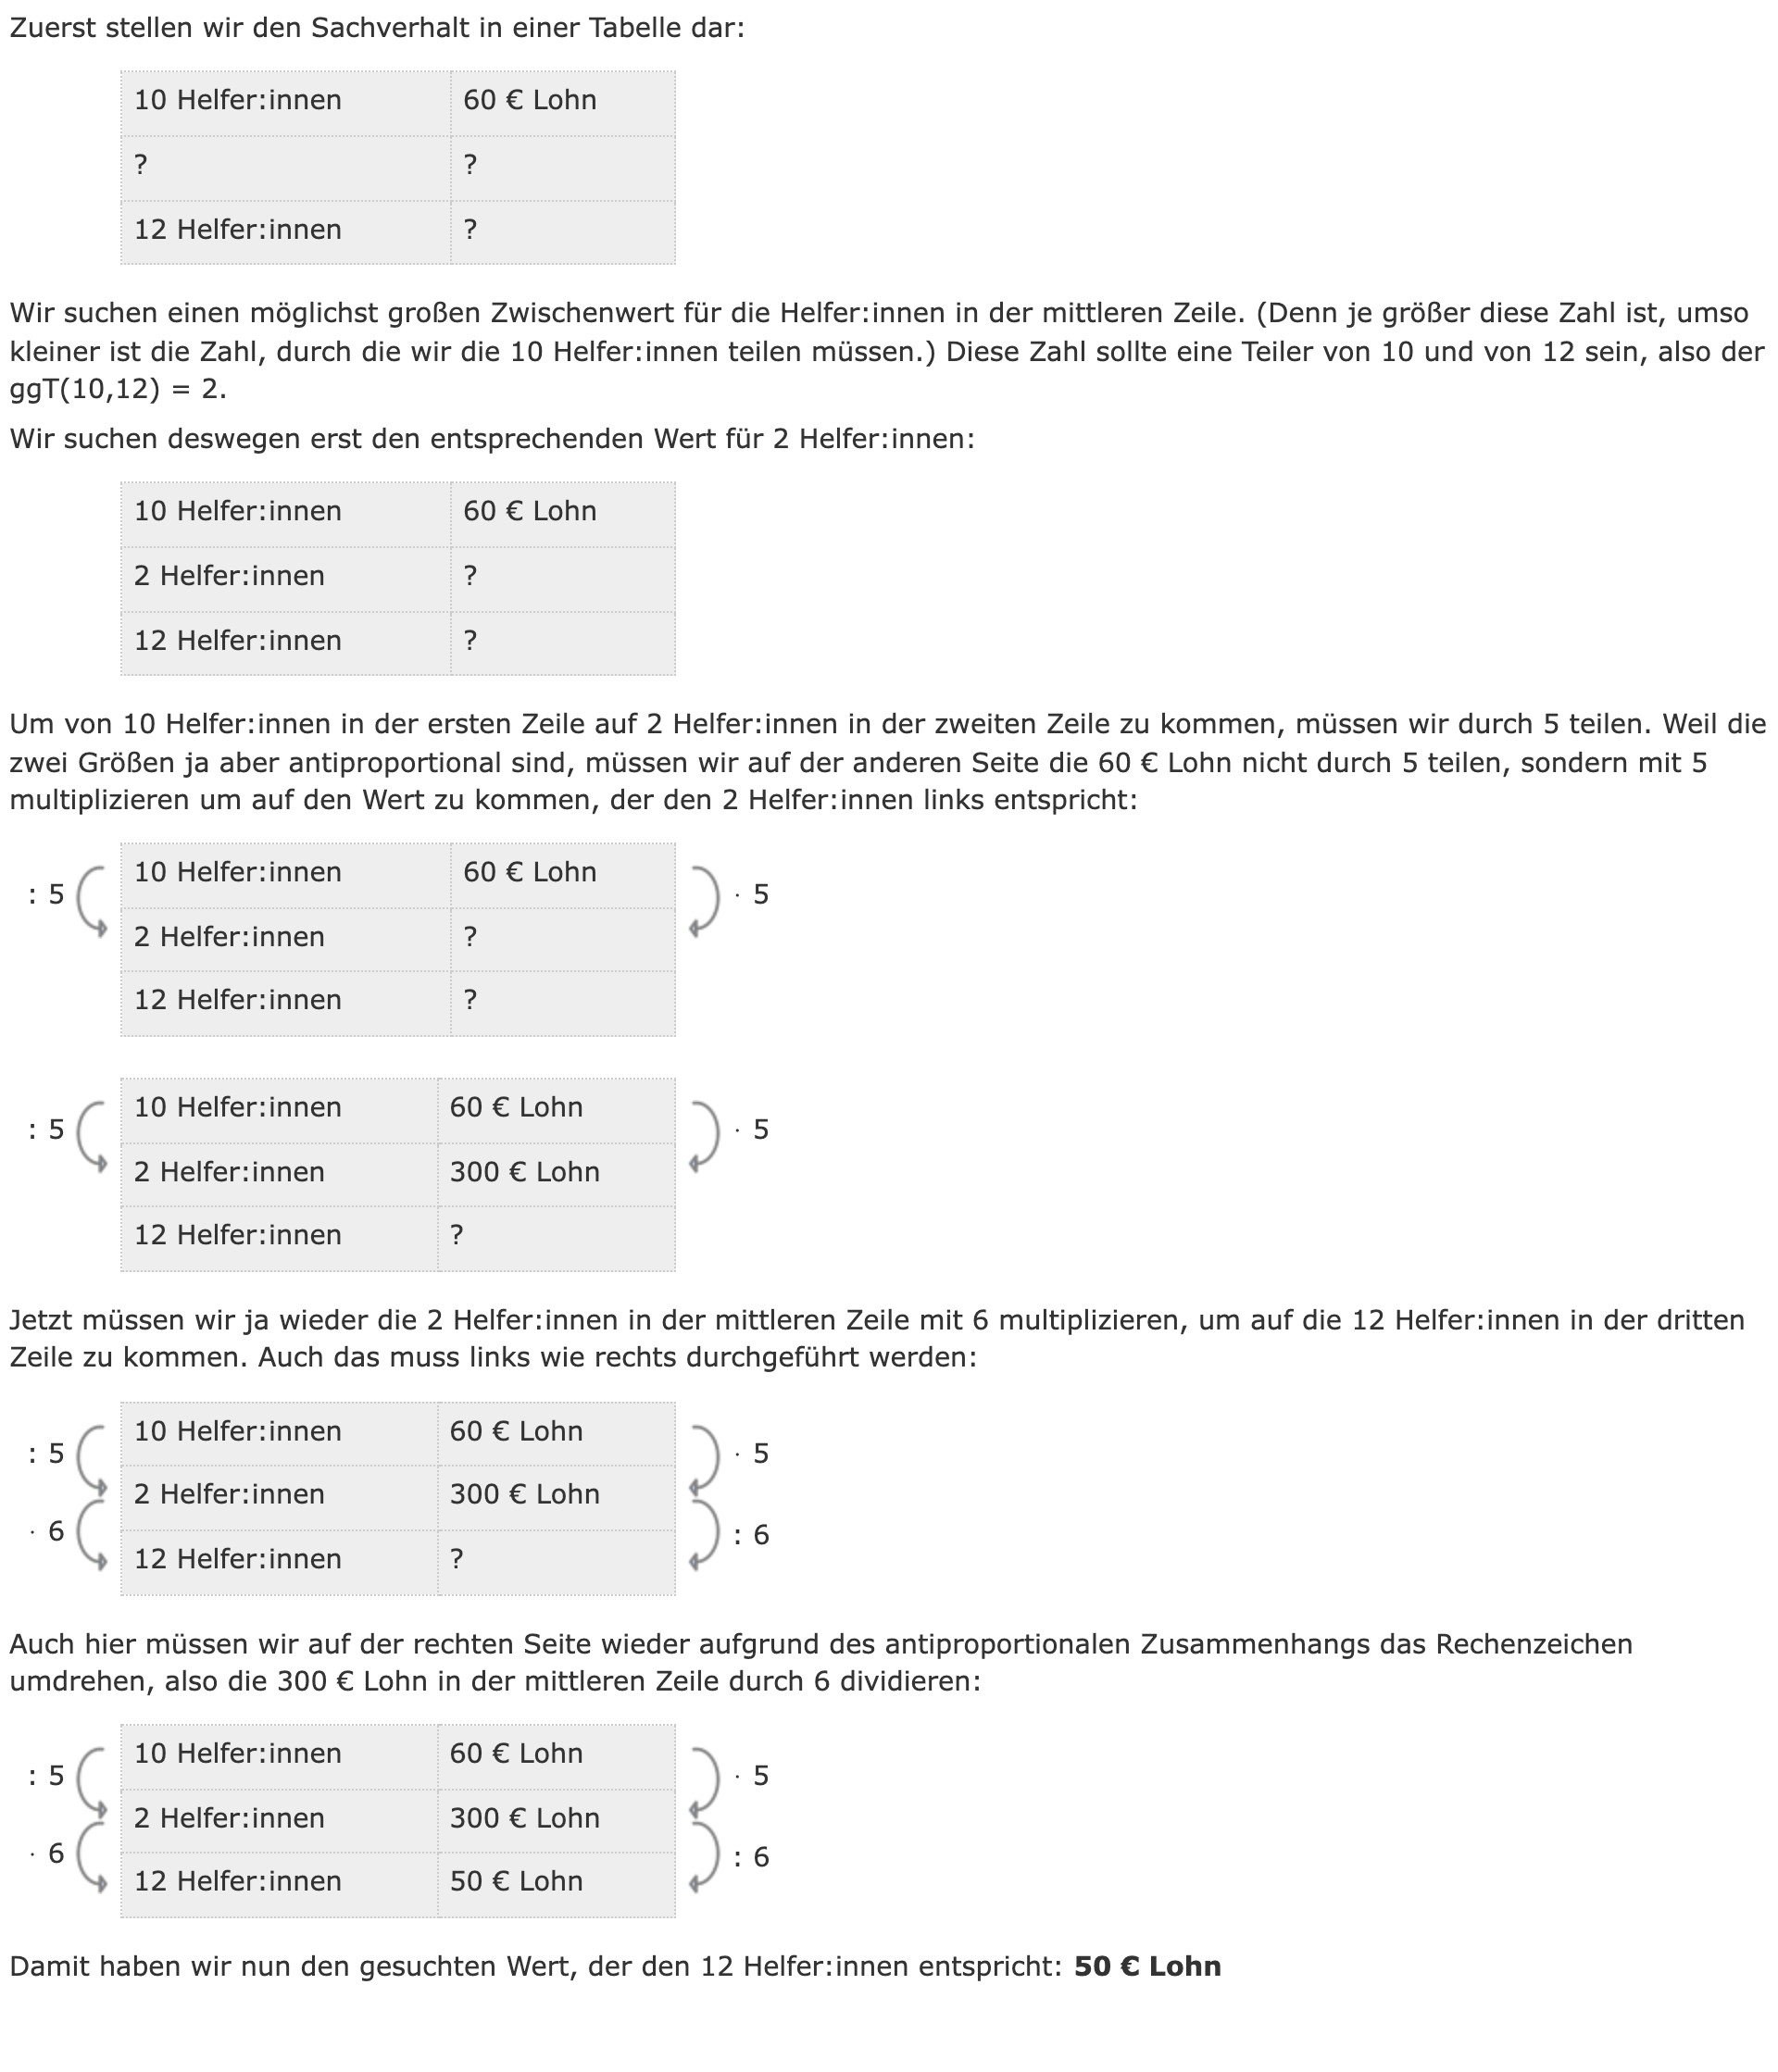 Zuerst stellen wir den Sachverhalt in einer Tabelle dar:
10 Helfer:innen 60 € Lohn
? ?
12 Helfer:innen ?
Wir suchen einen möglichst großen Zwischenwert für die Helfer:innen in der mittleren Zeile. (Denn je größer diese Zahl ist, umso
kleiner ist die Zahl, durch die wir die 10 Helfer:innen teilen müssen.) Diese Zahl sollte eine Teiler von 10 und von 12 sein, also der
ggT(10,12) = 2.
Wir suchen deswegen erst den entsprechenden Wert für 2 Helfer:innen:
10 Helfer:innen 60 € Lohn
2 Helfer:innen ?
12 Helfer:innen ?
Um von 10 Helfer:innen in der ersten Zeile auf 2 Helfer:innen in der zweiten Zeile zu kommen, müssen wir durch 5 teilen. Weil die
zwei Größen ja aber antiproportional sind, müssen wir auf der anderen Seite die 60 € Lohn nicht durch 5 teilen, sondern mit 5
multiplizieren um auf den Wert zu kommen, der den 2 Helfer:innen links entspricht:
10 Helfer:innen 60 € Lohn
: 5 · 5
2 Helfer:innen ?
12 Helfer:innen ?
10 Helfer:innen 60 € Lohn
: 5 · 5
2 Helfer:innen 300 € Lohn
12 Helfer:innen ?
Jetzt müssen wir ja wieder die 2 Helfer:innen in der mittleren Zeile mit 6 multiplizieren, um auf die 12 Helfer:innen in der dritten
Zeile zu kommen. Auch das muss links wie rechts durchgeführt werden:
10 Helfer:innen 60 € Lohn
: 5 · 5
2 Helfer:innen 300 € Lohn
· 6 : 6
12 Helfer:innen ?
Auch hier müssen wir auf der rechten Seite wieder aufgrund des antiproportionalen Zusammenhangs das Rechenzeichen
umdrehen, also die 300 € Lohn in der mittleren Zeile durch 6 dividieren:
10 Helfer:innen 60 € Lohn
: 5 · 5
2 Helfer:innen 300 € Lohn
· 6 : 6
12 Helfer:innen 50 € Lohn
Damit haben wir nun den gesuchten Wert, der den 12 Helfer:innen entspricht: 50 € Lohn